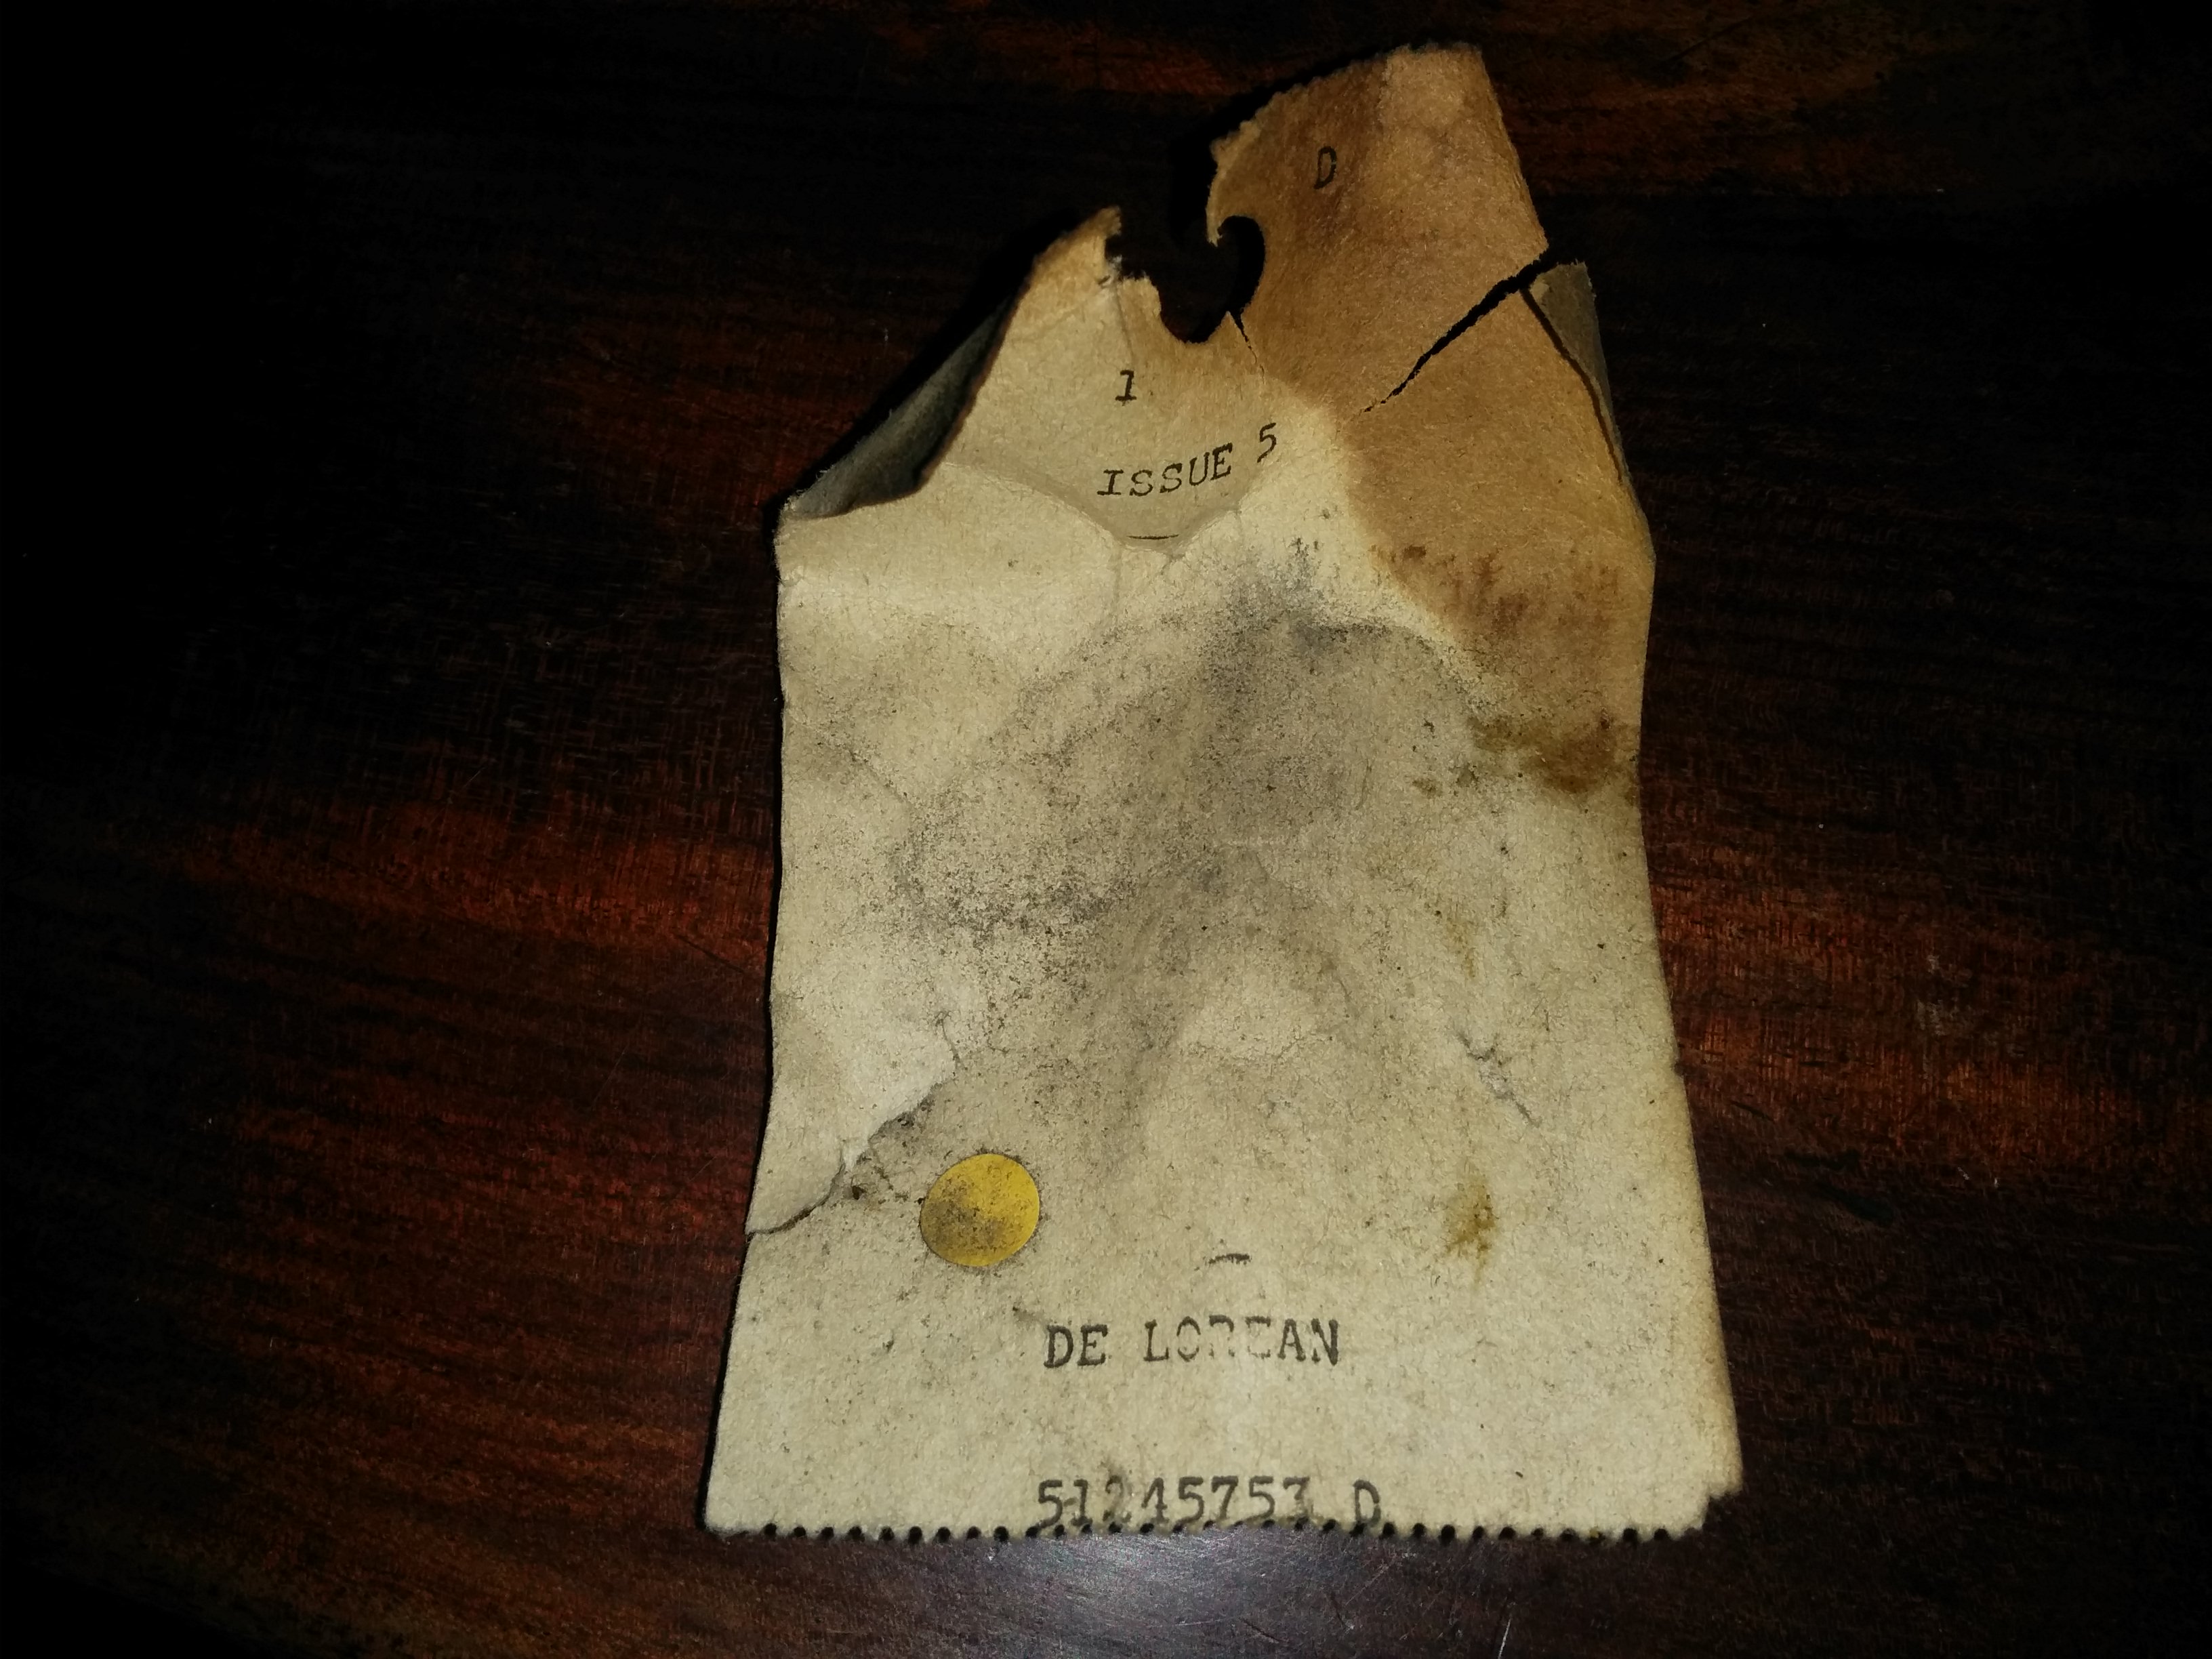 D
1
ISSUE 5
DE LOREAN
51245753 D